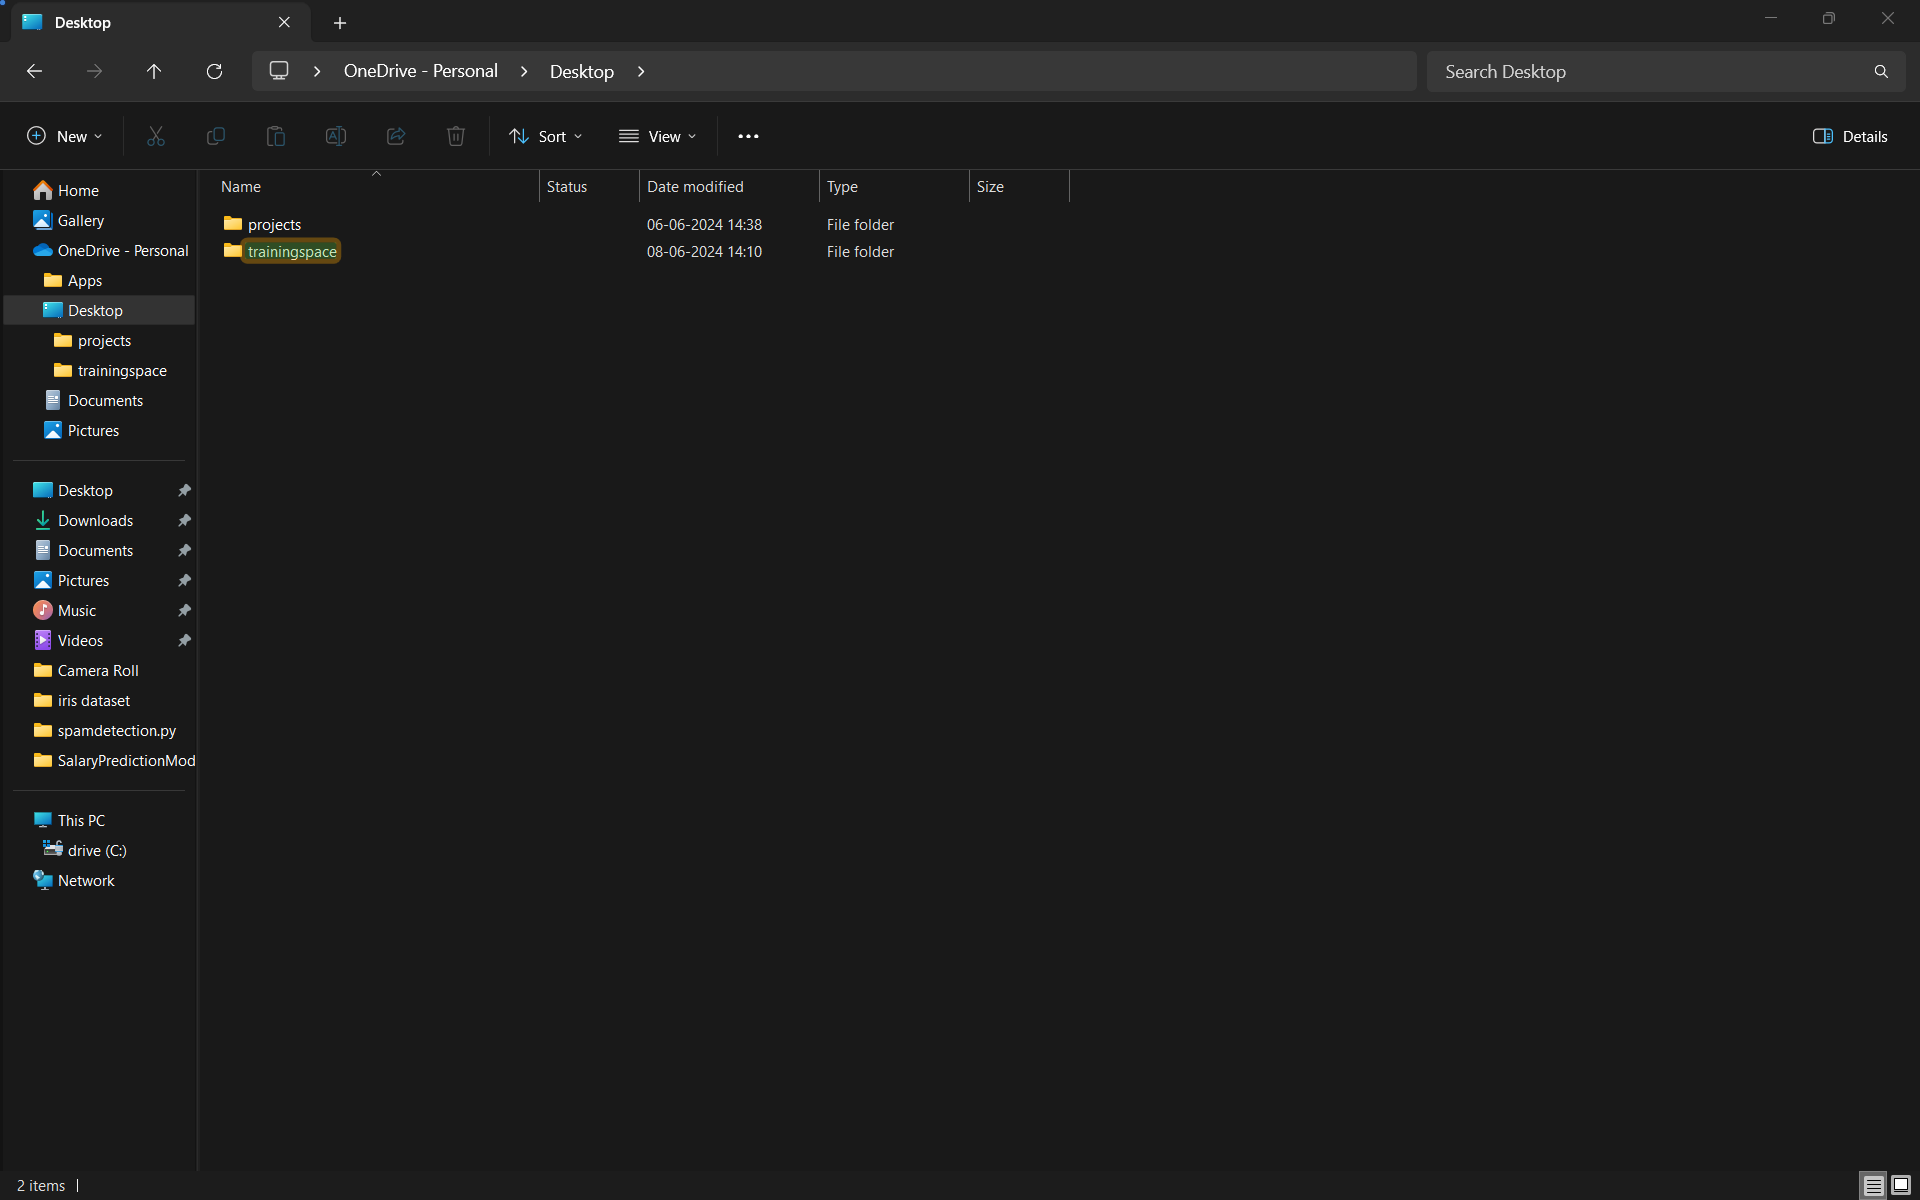 Desktop
OneDrive - Personal
Desktop
Search Desktop
New
Sort
View
Details
Home
Gallery
OneDrive - Personal
Apps
Desktop
projects
trainingspace
Documents
Pictures
Desktop
Downloads
Documents
Pictures
Music
Videos
Camera Roll
iris dataset
spamdetection.py
SalaryPredictionMod
This PC
drive (C:)
Network
Name Status Date modified Type Size
projects 06-06-2024 14:38 File folder
trainingspace 08-06-2024 14:10 File folder
2 items